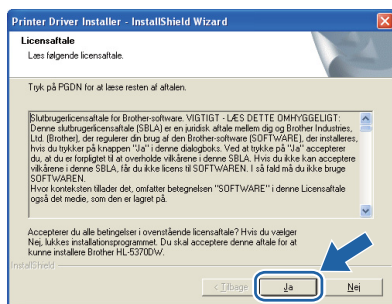 Printer Driver Installer - InstallShield Wizard
Licensaftale
Læs følgende licensaftale.
Tryk på PGDN for at læse resten af aftalen.
Slutbrugerlicensaftale for Brother-software. VIGTIGT - LÆS DETTE OMHYGGELIGT:
Denne slutbrugerlicensaftale (SBLA) er en juridisk aftale mellem dig og Brother Industries,
Ltd. (Brother), der regulerer din brug af den Brother-software (SOFTWARE), der installeres,
hvis du trykker på knappen "Ja" i denne dialogboks. Ved at trykke på "Ja" accepterer
du, at du er forpligtet til at overholde vilkårene i denne SBLA. Hvis du ikke kan acceptere
vilkårene i denne SBLA, får du ikke licens til SOFTWAREN. I så fald må du ikke bruge
SOFTWAREN.
Hvor konteksten tillader det, omfatter betegnelsen "SOFTWARE" i denne Licensaftale
også det medie, som den er lagret på.
Accepterer du alle betingelser i ovenstående licensaftale? Hvis du vælger
Nej, lukkes installationsprogrammet. Du skal acceptere denne aftale for at
kunne installere Brother HL-5370DW.
InstallShield
< Tilbage
Ja
Nej